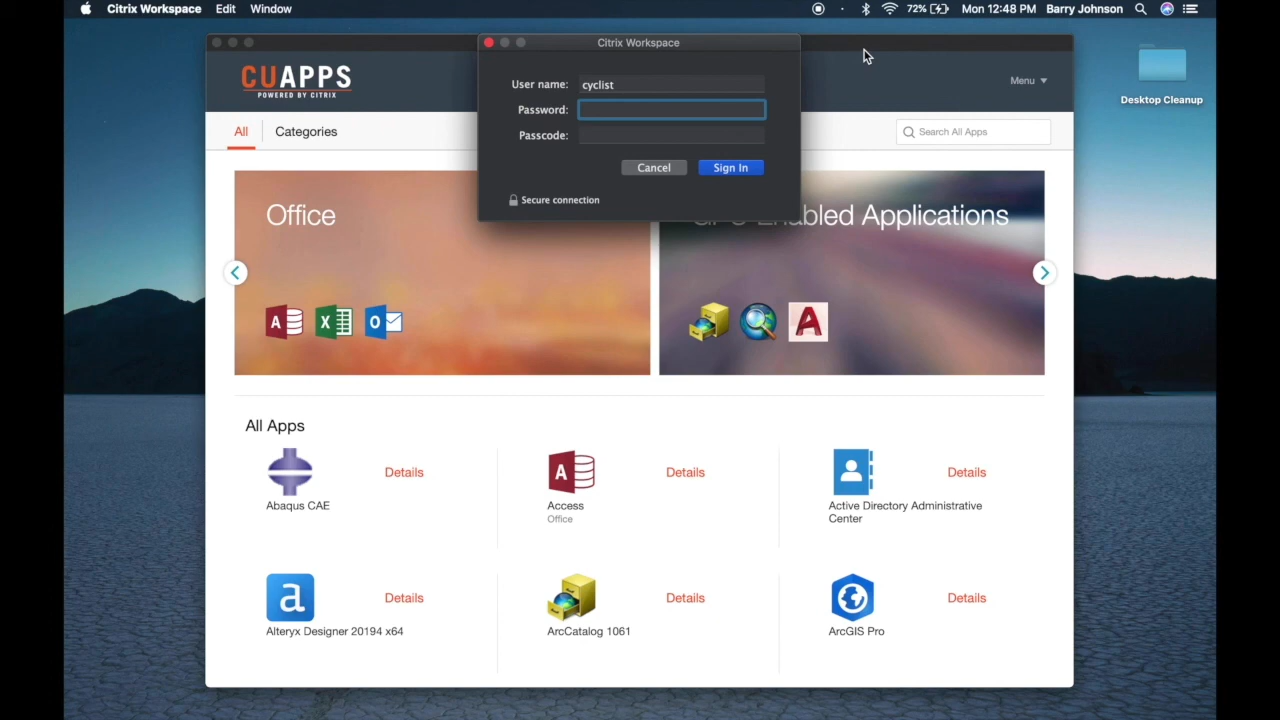 Citrix Workspace Edit Window 72% Mon 12:48 PM Barry Johnson
Citrix Workspace
User name: cyclist
Password:
Passcode:
Cancel Sign In
Secure connection
Desktop Cleanup
CUAPPS
POWERED BY CITRIX
Menu
All Categories
Search All Apps
Office
Enabled Applications
A X O A
All Apps
Abaqus CAE
Details
A
Access
Office
Details
Active Directory Administrative
Center
Details
a
Alteryx Designer 20194 x64
Details
ArcCatalog 1061
Details
ArcGIS Pro
Details